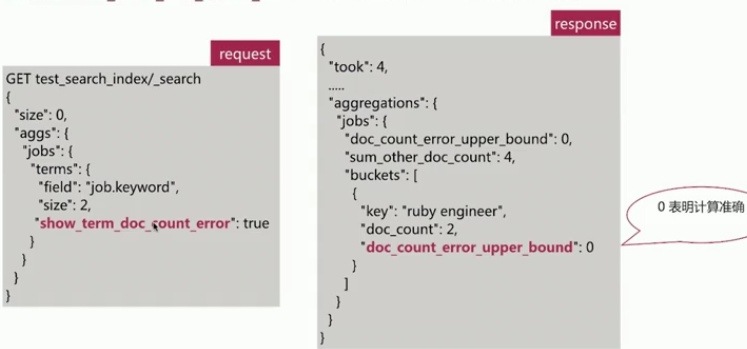 request
GET test_search_index/_search
{
"size": 0,
"aggs": {
"jobs": {
"terms": {
"field": "job.keyword",
"size": 2,
"show_term_doc_count_error": true
}
}
}
}
response
{
"took": 4,
.....
"aggregations": {
"jobs": {
"doc_count_error_upper_bound": 0,
"sum_other_doc_count": 4,
"buckets": [
{
"key": "ruby engineer",
"doc_count": 2,
"doc_count_error_upper_bound": 0
}
]
}
}
}
0 表明计算准确